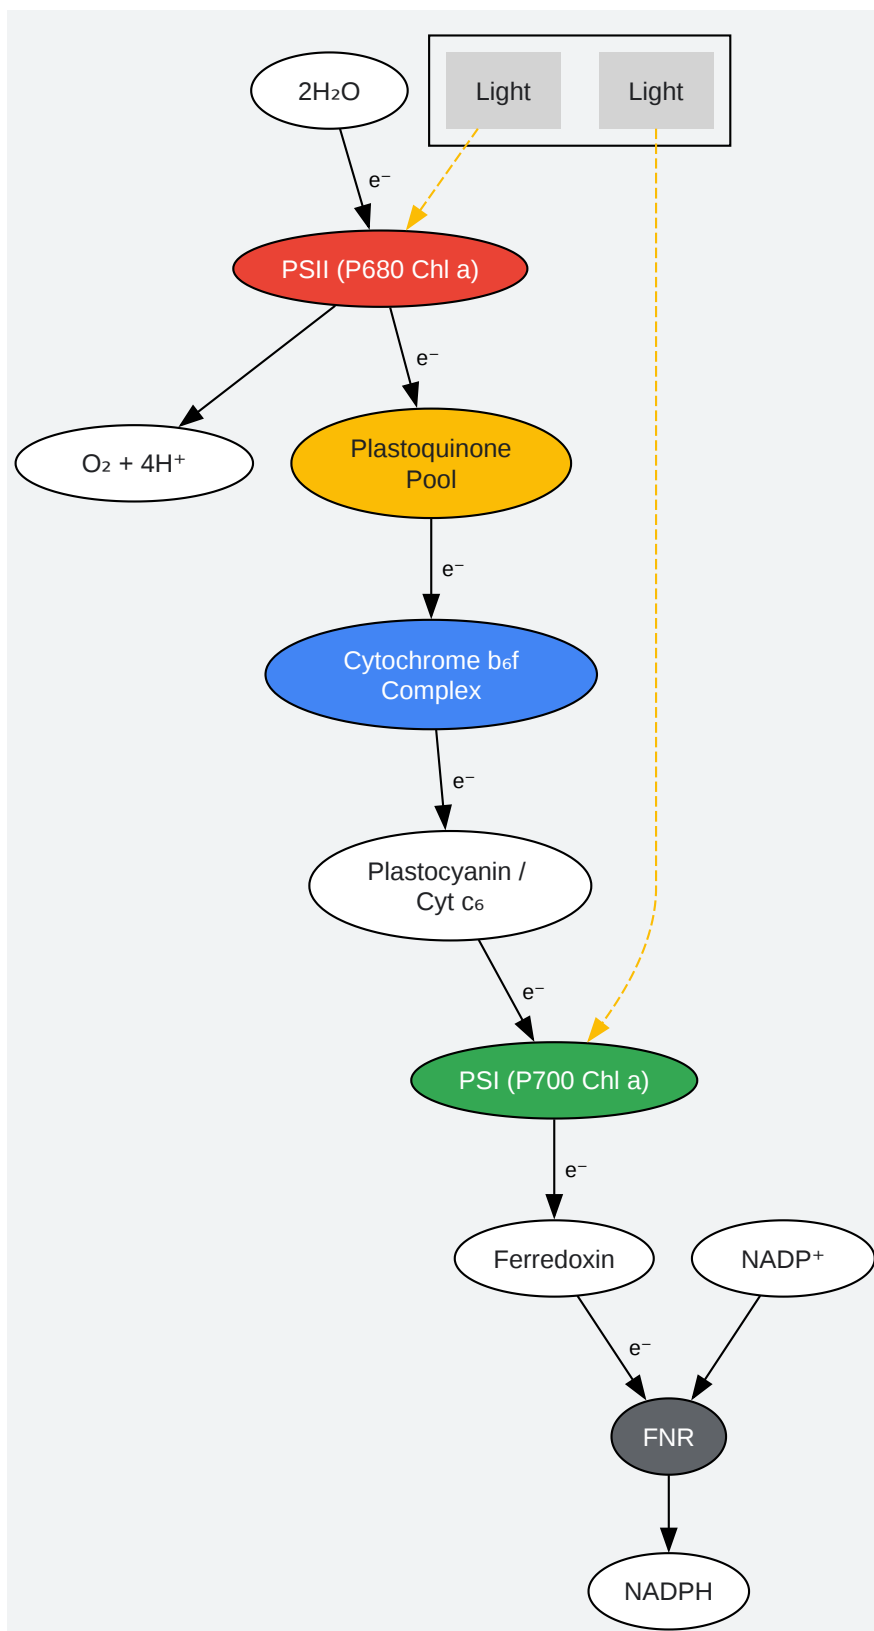 2H₂O
Light
Light
e⁻
PSII (P680 Chl a)
e⁻
O₂ + 4H⁺
Plastoquinone
Pool
e⁻
Cytochrome b₆f
Complex
e⁻
Plastocyanin /
Cyt c₆
e⁻
PSI (P700 Chl a)
e⁻
Ferredoxin
NADP⁺
e⁻
FNR
NADPH